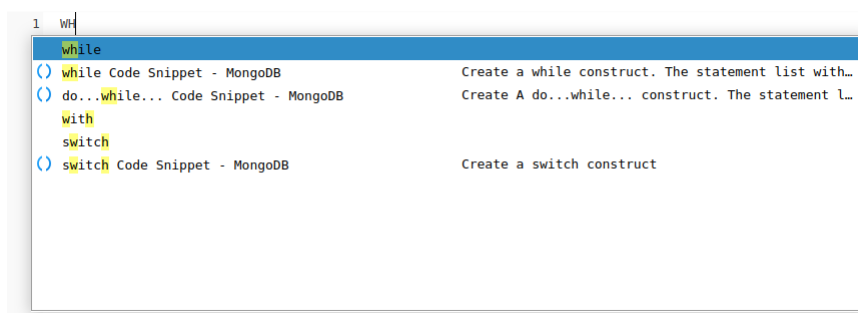 1 WH
while
while Code Snippet - MongoDB Create a while construct. The statement list with…
do...while... Code Snippet - MongoDB Create A do...while... construct. The statement l…
with
switch
switch Code Snippet - MongoDB Create a switch construct